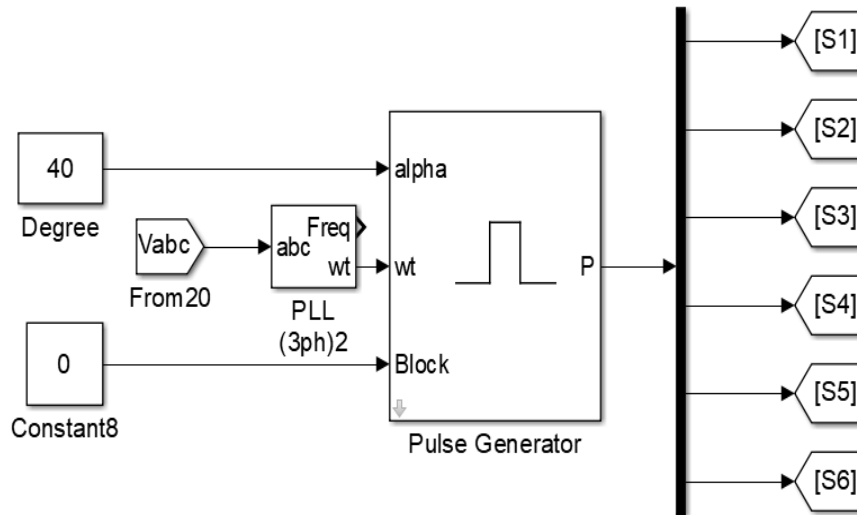 40
Degree
Vabc
From20
Freq
abc
wt
PLL
(3ph)2
0
Constant8
alpha
wt
Block
P
Pulse Generator
[S1]
[S2]
[S3]
[S4]
[S5]
[S6]